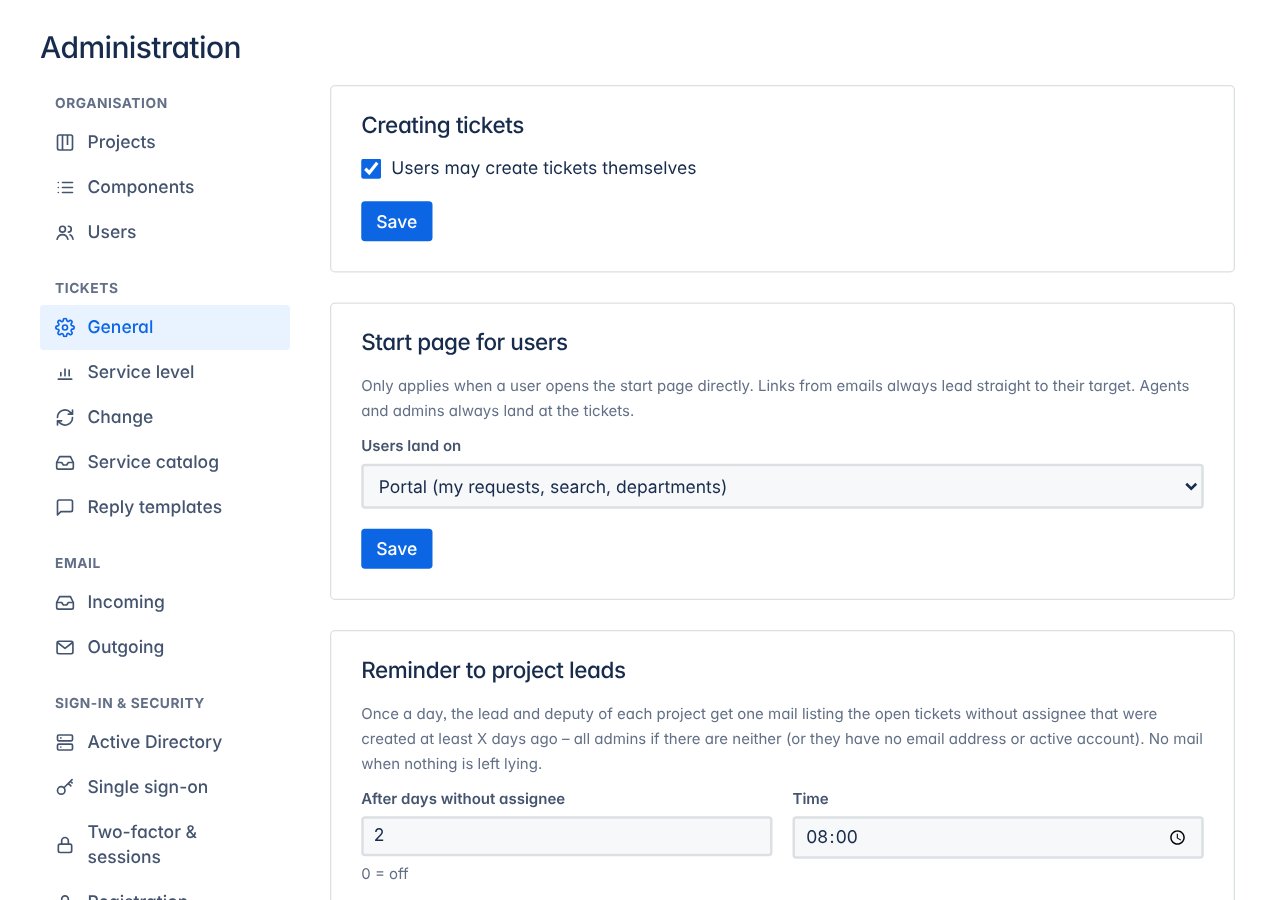 Administration
ORGANISATION
Projects
Components
Users
TICKETS
General
Service level
Change
Service catalog
Reply templates
EMAIL
Incoming
Outgoing
SIGN-IN & SECURITY
Active Directory
Single sign-on
Two-factor &
sessions
Registration
Creating tickets
Users may create tickets themselves
Save
Start page for users
Only applies when a user opens the start page directly. Links from emails always lead straight to their target. Agents
and admins always land at the tickets.
Users land on
Portal (my requests, search, departments)
Save
Reminder to project leads
Once a day, the lead and deputy of each project get one mail listing the open tickets without assignee that were
created at least X days ago – all admins if there are neither (or they have no email address or active account). No mail
when nothing is left lying.
After days without assignee
2
0 = off
Time
08:00